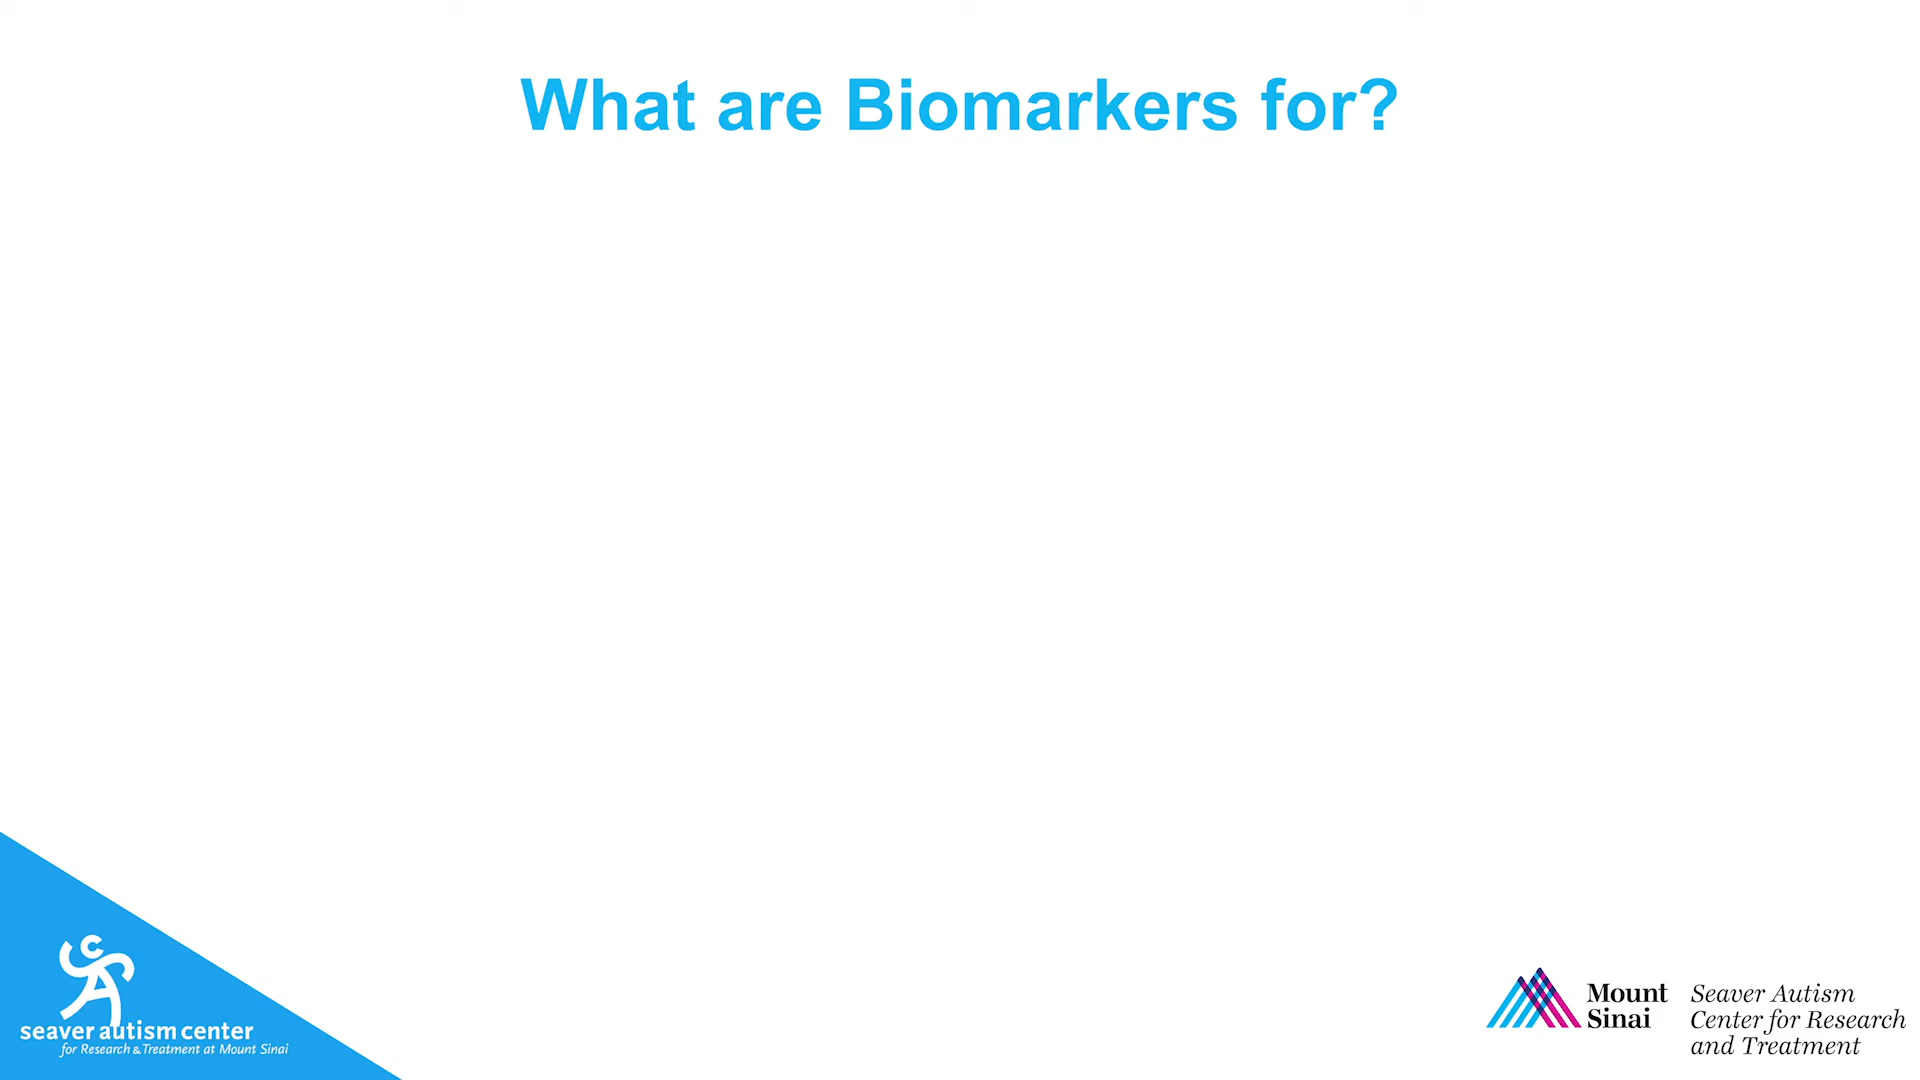 What are Biomarkers for?
seaver autism center
for Research & Treatment at Mount Sinai
Mount
Sinai
Seaver Autism
Center for Research
and Treatment